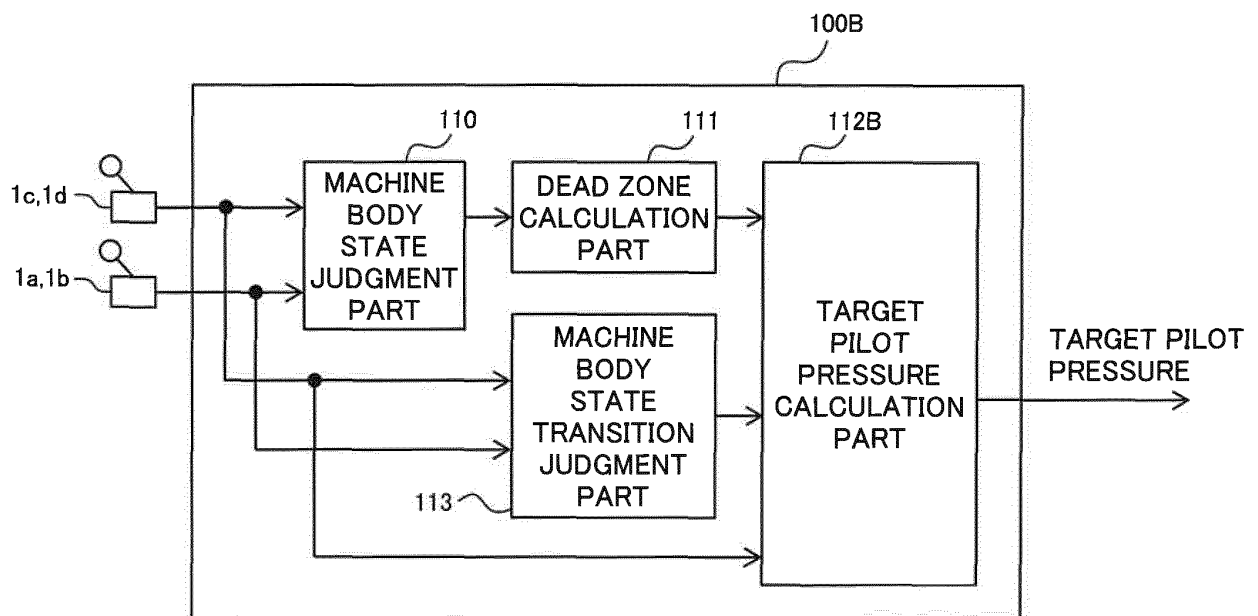 100B
110
111
112B
1c,1d
MACHINE
BODY
STATE
JUDGMENT
PART
DEAD ZONE
CALCULATION
PART
1a,1b
MACHINE
BODY
STATE
TRANSITION
JUDGMENT
PART
113
TARGET
PILOT
PRESSURE
CALCULATION
PART
TARGET PILOT
PRESSURE